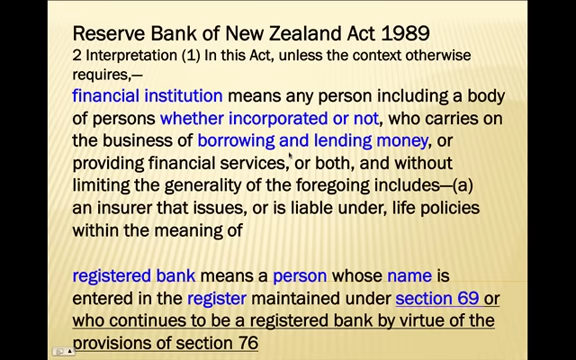 Reserve Bank of New Zealand Act 1989
2 Interpretation (1) In this Act, unless the context otherwise
requires,—
financial institution means any person including a body
of persons whether incorporated or not, who carries on
the business of borrowing and lending money, or
providing financial services, or both, and without
limiting the generality of the foregoing includes—(a)
an insurer that issues, or is liable under, life policies
within the meaning of
registered bank means a person whose name is
entered in the register maintained under section 69 or
who continues to be a registered bank by virtue of the
provisions of section 76